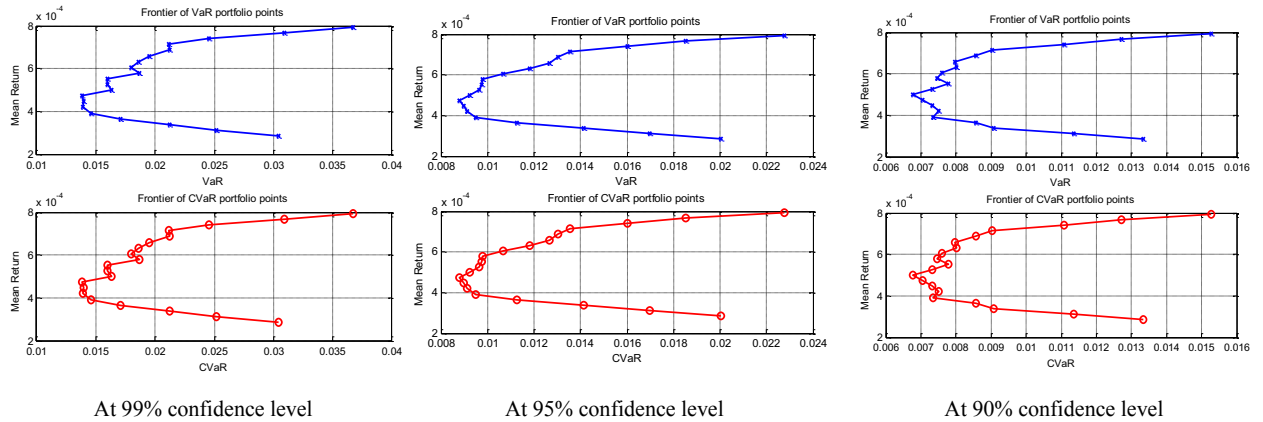 Frontier of VaR portfolio points
x 10^-4
Mean Return
8
6
4
2
0.01 0.015 0.02 0.025 0.03 0.035 0.04
VaR
Frontier of CVaR portfolio points
x 10^-4
Mean Return
8
6
4
2
0.01 0.015 0.02 0.025 0.03 0.035 0.04
CVaR
At 99% confidence level
Frontier of VaR portfolio points
x 10^-4
Mean Return
8
6
4
2
0.008 0.01 0.012 0.014 0.016 0.018 0.02 0.022 0.024
VaR
Frontier of CVaR portfolio points
x 10^-4
Mean Return
8
6
4
2
0.008 0.01 0.012 0.014 0.016 0.018 0.02 0.022 0.024
CVaR
At 95% confidence level
Frontier of VaR portfolio points
x 10^-4
Mean Return
8
6
4
2
0.006 0.007 0.008 0.009 0.01 0.011 0.012 0.013 0.014 0.015 0.016
VaR
Frontier of CVaR portfolio points
x 10^-4
Mean Return
8
6
4
2
0.006 0.007 0.008 0.009 0.01 0.011 0.012 0.013 0.014 0.015 0.016
CVaR
At 90% confidence level